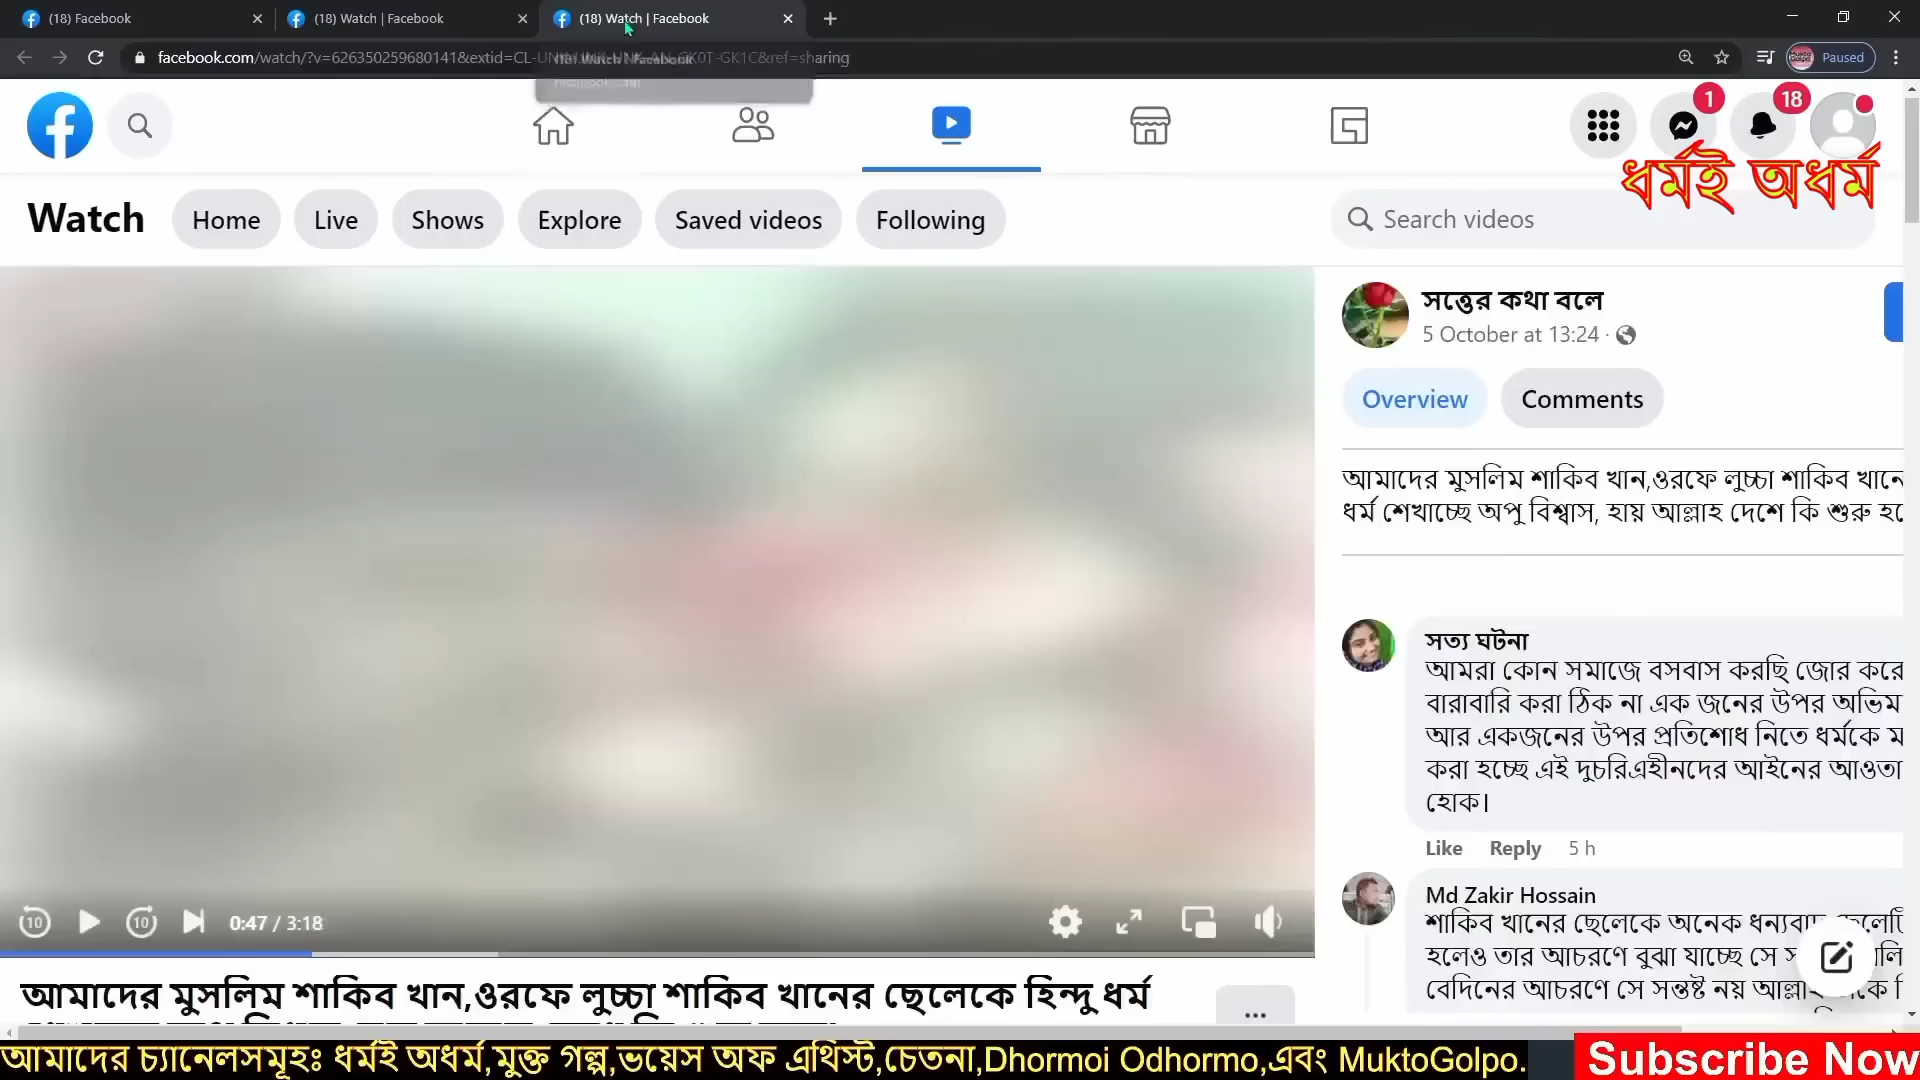 (18) Facebook
(18) Watch | Facebook
(18) Watch | Facebook
facebook.com/watch/?v=626350259680141&extid=CL-UNK-UNK-UNK-AN_GK0T-GK1C&ref=sharing
Paused
1
18
ধর্মই অধর্ম
Watch
Home
Live
Shows
Explore
Saved videos
Following
Search videos
সত্তের কথা বলে
5 October at 13:24
Overview
Comments
আমাদের মুসলিম শাকিব খান,ওরফে লুচ্চা শাকিব খানে
ধর্ম শেখাচ্ছে অপু বিশ্বাস, হায় আল্লাহ দেশে কি শুরু হ
সত্য ঘটনা
আমরা কোন সমাজে বসবাস করছি জোর করে
বারাবারি করা ঠিক না এক জনের উপর অভিম
আর একজনের উপর প্রতিশোধ নিতে ধর্মকে ম
করা হচ্ছে এই দুচরিএহীনদের আইনের আওতা
হোক।
Like Reply 5 h
Md Zakir Hossain
শাকিব খানের ছেলেকে অনেক ধন্যবাদ
হলেও তার আচরণে বুঝা যাচ্ছে সে
বেদিনের আচরণে সে সন্তষ্ট নয়
10
10
0:47 / 3:18
আমাদের মুসলিম শাকিব খান,ওরফে লুচ্চা শাকিব খানের ছেলেকে হিন্দু ধর্ম
আমাদের চ্যানেলসমূহঃ ধর্মই অধর্ম,মুক্ত গল্প,ভয়েস অফ এথিস্ট,চেতনা,Dhormoi Odhormo,এবং MuktoGolpo.
Subscribe Now